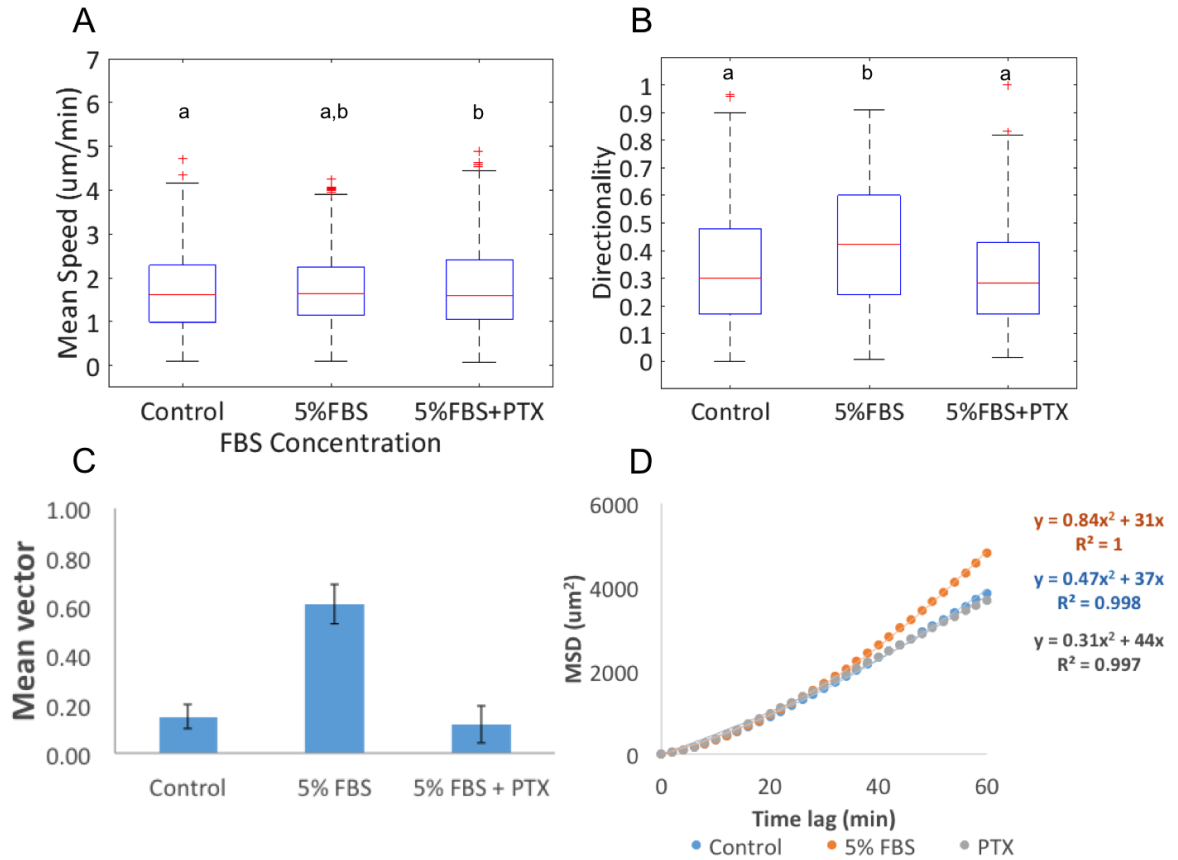 A
Mean Speed (um/min)
7
6
5
4
3
2
1
0
a
a,b
b
Control
5%FBS
5%FBS+PTX
FBS Concentration
B
Directionality
1
0.9
0.8
0.7
0.6
0.5
0.4
0.3
0.2
0.1
0
a
b
a
Control
5%FBS
5%FBS+PTX
C
Mean vector
1.00
0.80
0.60
0.40
0.20
0.00
Control
5% FBS
5% FBS + PTX
D
MSD (um²)
6000
4000
2000
0
0
20
40
60
Time lag (min)
y = 0.84x² + 31x
R² = 1
y = 0.47x² + 37x
R² = 0.998
y = 0.31x² + 44x
R² = 0.997
Control
5% FBS
PTX